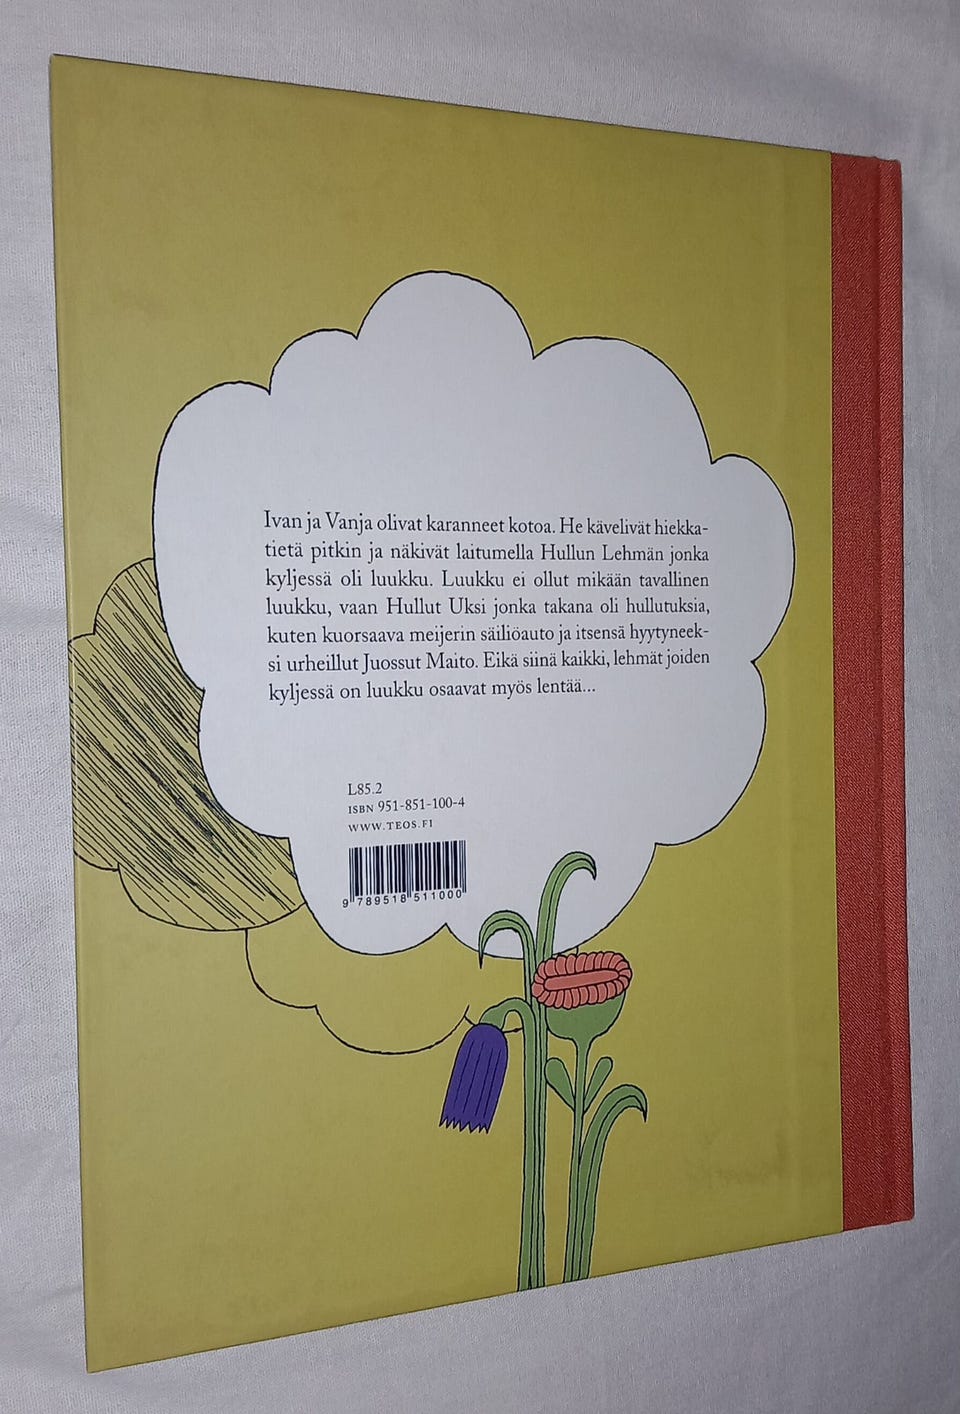 Ivan ja Vanja olivat karanneet kotoa. He kävelivät hiekka-
tietä pitkin ja näkivät laitumella Hullun Lehmän jonka
kyljessä oli luukku. Luukku ei ollut mikään tavallinen
luukku, vaan Hullut Uksi jonka takana oli hullutuksia,
kuten kuorsaava meijerin säiliöauto ja itsensä hyytyneek-
si urheillut Juossut Maito. Eikä siinä kaikki, lehmät joiden
kyljessä on luukku osaavat myös lentää...
L85.2
ISBN 951-851-100-4
WWW.TEOS.FI
9 789518 511000